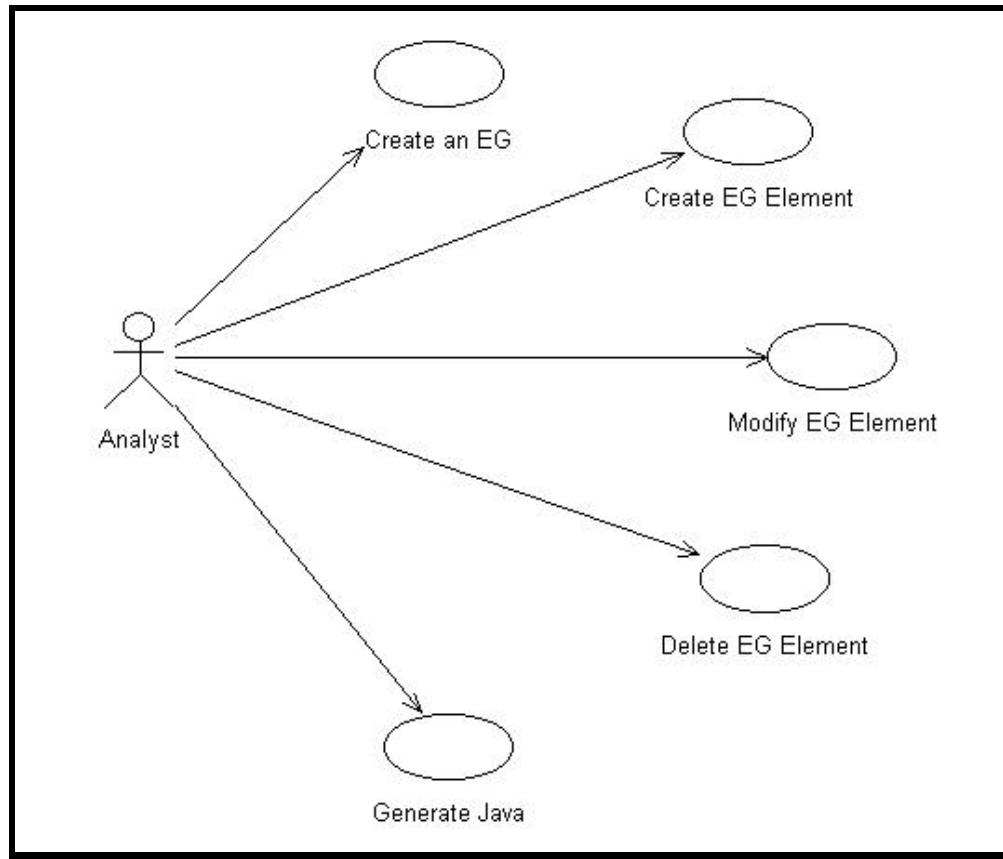 Create an EG
Create EG Element
Modify EG Element
Analyst
Delete EG Element
Generate Java